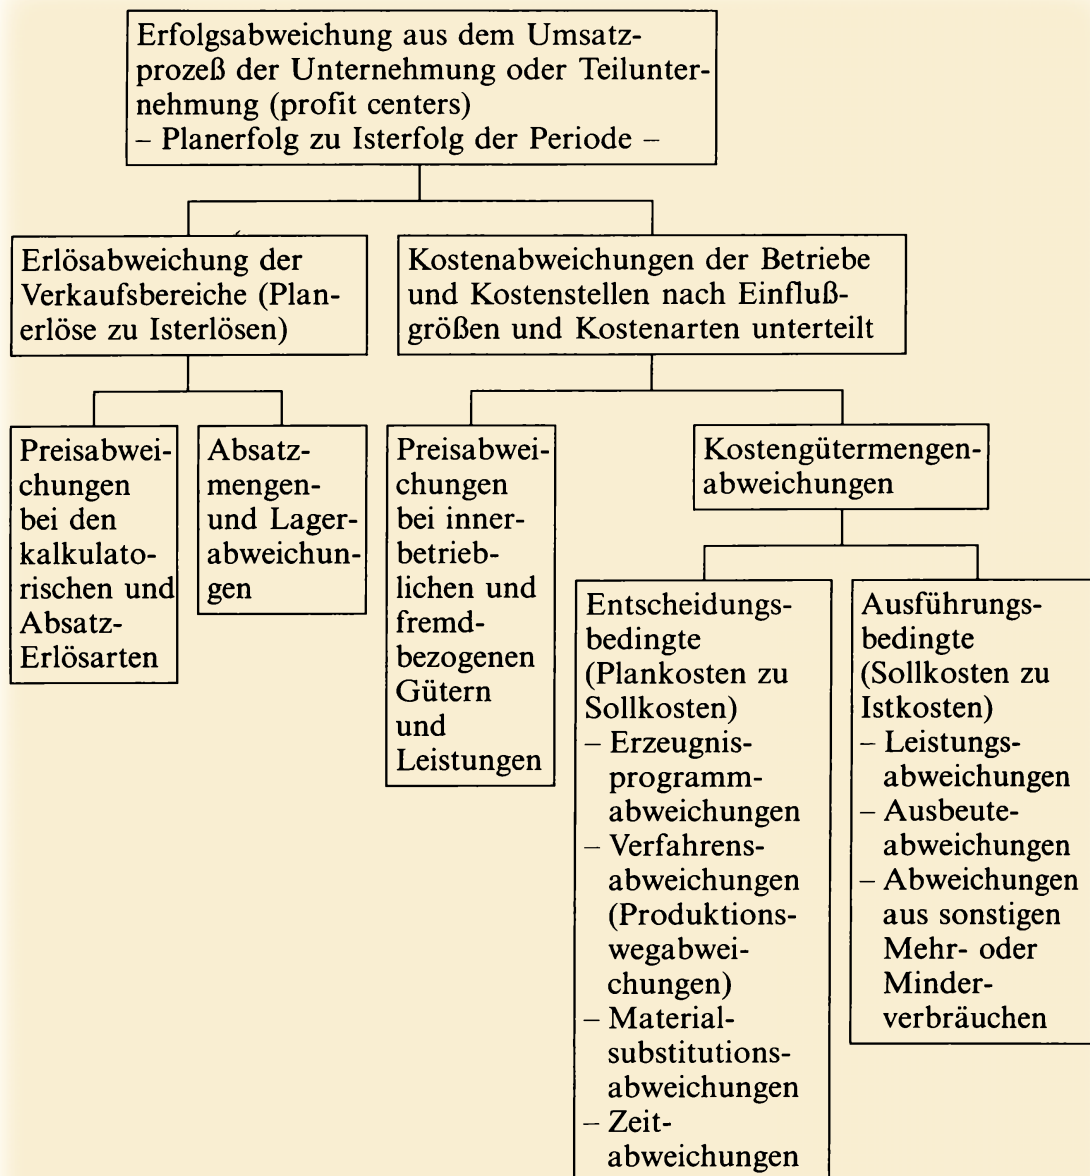 Erfolgsabweichung aus dem Umsatz-
prozeß der Unternehmung oder Teilunter-
nehmung (profit centers)
– Planerfolg zu Isterfolg der Periode –
Erlösabweichung der
Verkaufsbereiche (Plan-
erlöse zu Isterlösen)
Kostenabweichungen der Betriebe
und Kostenstellen nach Einfluß-
größen und Kostenarten unterteilt
Preisabwei-
chungen
bei den
kalkulato-
rischen und
Absatz-
Erlösarten
Absatz-
mengen-
und Lager-
abweichun-
gen
Preisabwei-
chungen
bei inner-
betrieb-
lichen und
fremd-
bezogenen
Gütern
und
Leistungen
Kostengütermengen-
abweichungen
Entscheidungs-
bedingte
(Plankosten zu
Sollkosten)
– Erzeugnis-
programm-
abweichungen
– Verfahrens-
abweichungen
(Produktions-
wegabwei-
chungen)
– Material-
substitutions-
abweichungen
– Zeit-
abweichungen
Ausführungs-
bedingte
(Sollkosten zu
Istkosten)
– Leistungs-
abweichungen
– Ausbeute-
abweichungen
– Abweichungen
aus sonstigen
Mehr- oder
Minder-
verbräuchen